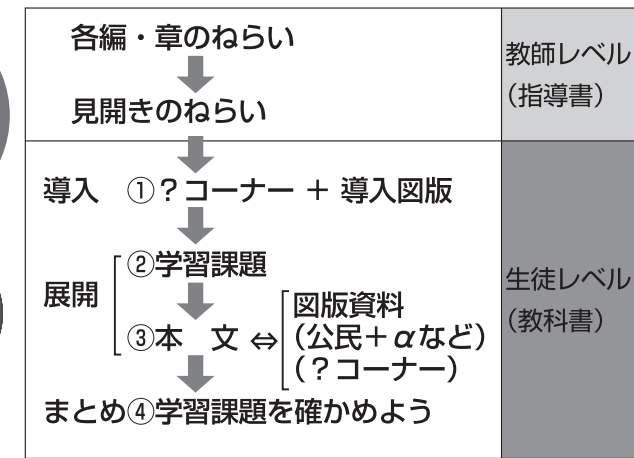 各編・章のねらい
見開きのねらい
教師レベル
(指導書)
導入 ①?コーナー + 導入図版
展開
②学習課題
③本 文 ⇔
図版資料
(公民+αなど)
(?コーナー)
まとめ④学習課題を確かめよう
生徒レベル
(教科書)